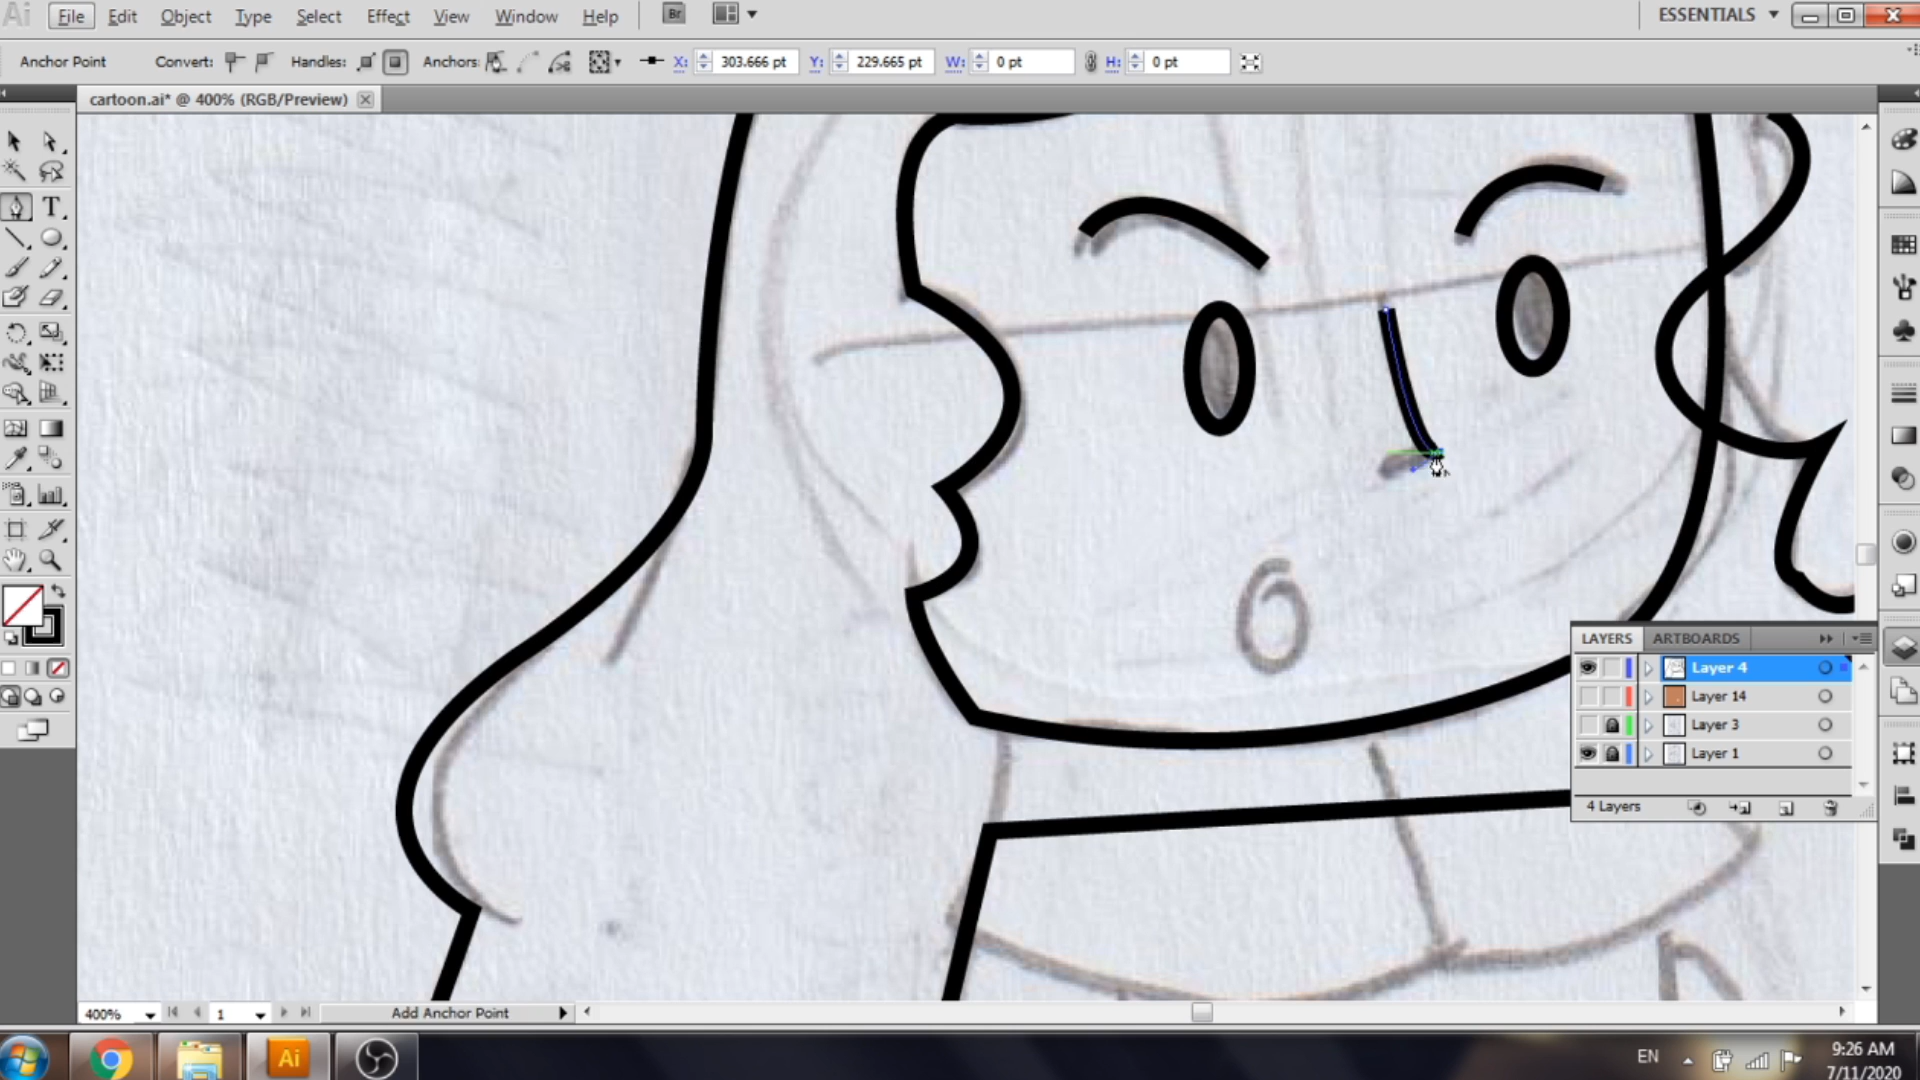 Ai File Edit Object Type Select Effect View Window Help Br ESSENTIALS
Anchor Point Convert: Handles: Anchors: X: 303.666 pt Y: 229.665 pt W: 0 pt H: 0 pt
cartoon.ai* @ 400% (RGB/Preview)
T
LAYERS ARTBOARDS
Layer 4
Layer 14
Layer 3
Layer 1
4 Layers
400% 1 Add Anchor Point
Ai EN 9:26 AM
7/11/2020